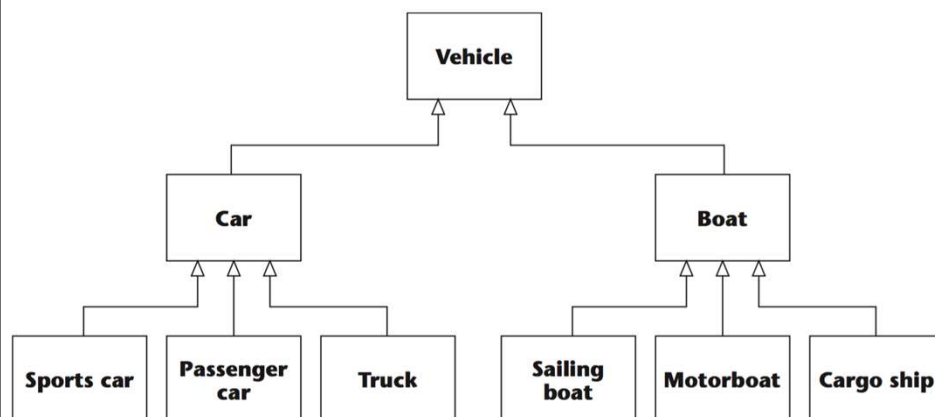 Vehicle
Car
Boat
Sports car
Passenger
car
Truck
Sailing
boat
Motorboat
Cargo ship